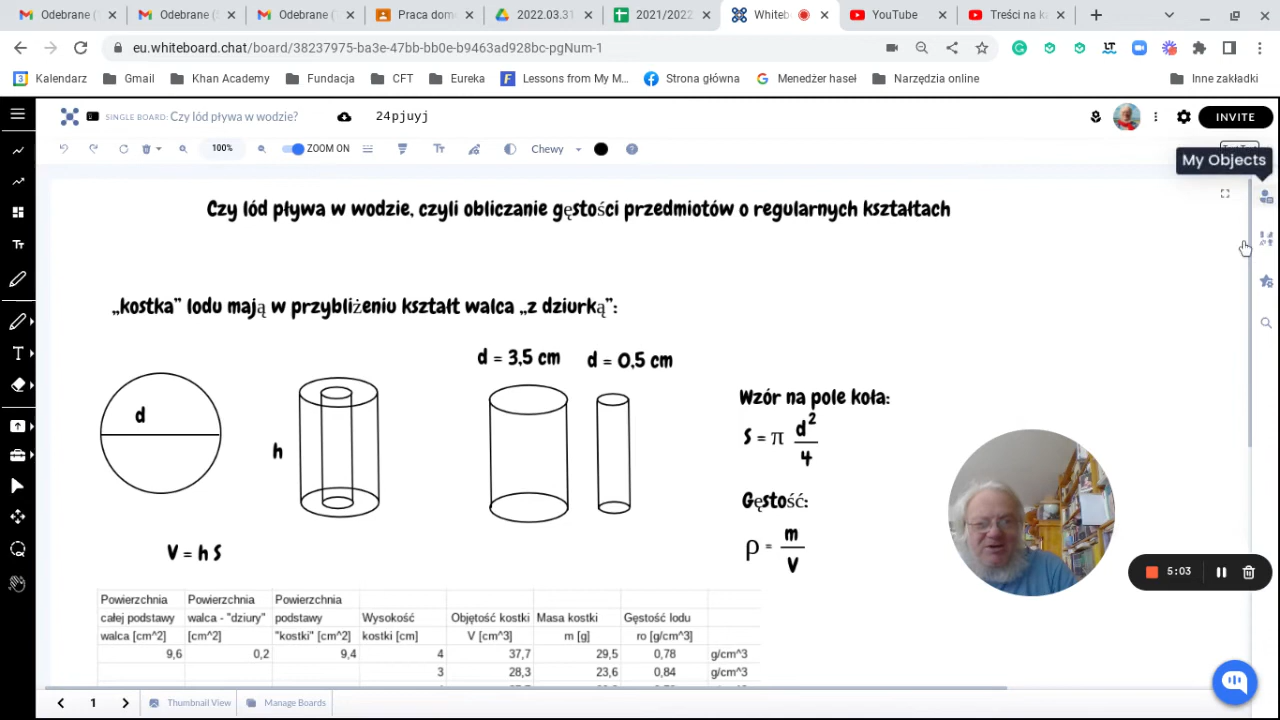 Odebrane (
Odebrane (
Odebrane (
Praca dom
2022.03.31
2021/2022
Whiteb
YouTube
Treści na ka
eu.whiteboard.chat/board/38237975-ba3e-47bb-bb0e-b9463ad928bc-pgNum-1
Kalendarz
Gmail
Khan Academy
Fundacja
CFT
Eureka
Lessons from My M...
Strona główna
Menedżer haseł
Narzędzia online
Inne zakładki
SINGLE BOARD: Czy lód pływa w wodzie?
24pjuyj
INVITE
100%
ZOOM ON
Chewy
My Objects
Czy lód pływa w wodzie, czyli obliczanie gęstości przedmiotów o regularnych kształtach
„kostka” lodu mają w przybliżeniu kształt walca „z dziurką”:
d = 3,5 cm d = 0,5 cm
d
h
Wzór na pole koła:
S = π d² / 4
Gęstość:
ρ = m / V
V = h S
Powierzchnia całej podstawy walca [cm^2]
Powierzchnia walca - "dziury" [cm^2]
Powierzchnia podstawy "kostki" [cm^2]
Wysokość kostki [cm]
Objętość kostki V [cm^3]
Masa kostki m [g]
Gęstość lodu ro [g/cm^3]
9,6 0,2 9,4 4 37,7 29,5 0,78 g/cm^3
3 28,3 23,6 0,84 g/cm^3
5:03
1
Thumbnail View
Manage Boards